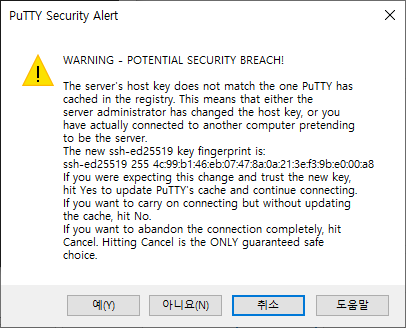 PuTTY Security Alert
WARNING - POTENTIAL SECURITY BREACH!
The server's host key does not match the one PuTTY has
cached in the registry. This means that either the
server administrator has changed the host key, or you
have actually connected to another computer pretending
to be the server.
The new ssh-ed25519 key fingerprint is:
ssh-ed25519 255 4c:99:b1:46:eb:07:47:8a:0a:21:3e:f3:9b:e0:00:a8
If you were expecting this change and trust the new key,
hit Yes to update PuTTY's cache and continue connecting.
If you want to carry on connecting but without updating
the cache, hit No.
If you want to abandon the connection completely, hit
Cancel. Hitting Cancel is the ONLY guaranteed safe
choice.
예(Y) 아니요(N) 취소 도움말